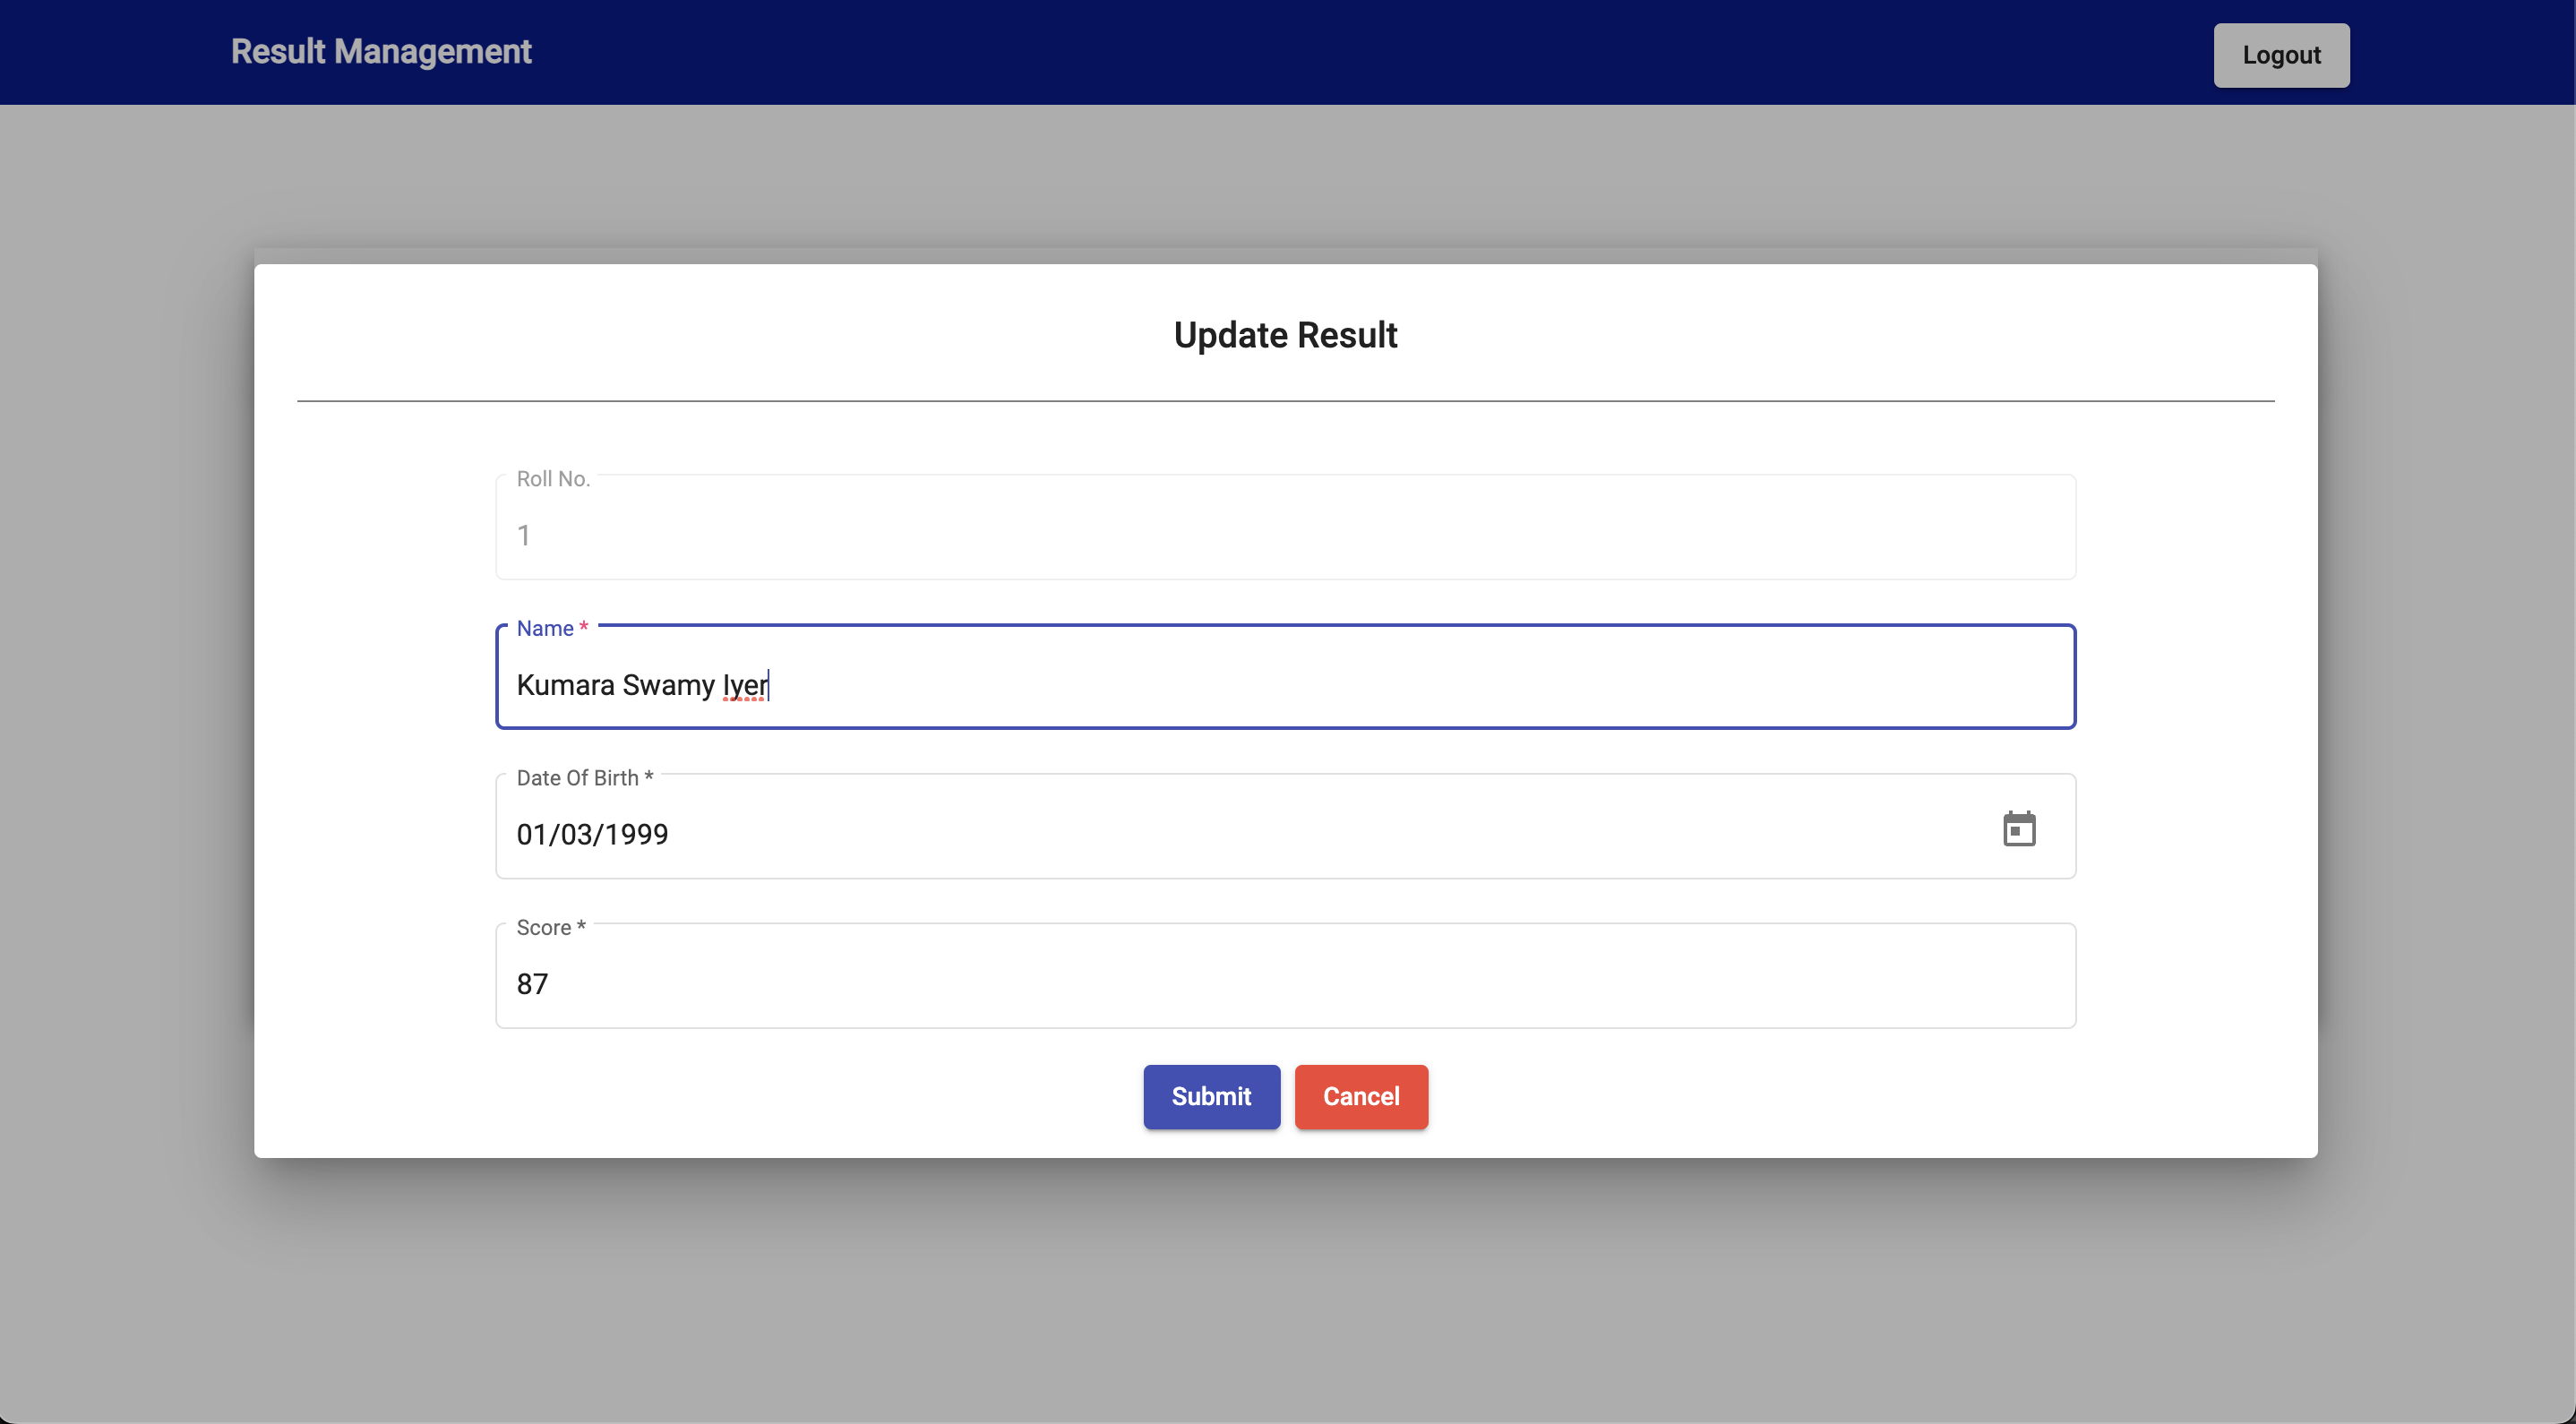 Result Management
Logout
Update Result
Roll No.
1
Name *
Kumara Swamy Iyer
Date Of Birth *
01/03/1999
Score *
87
Submit
Cancel